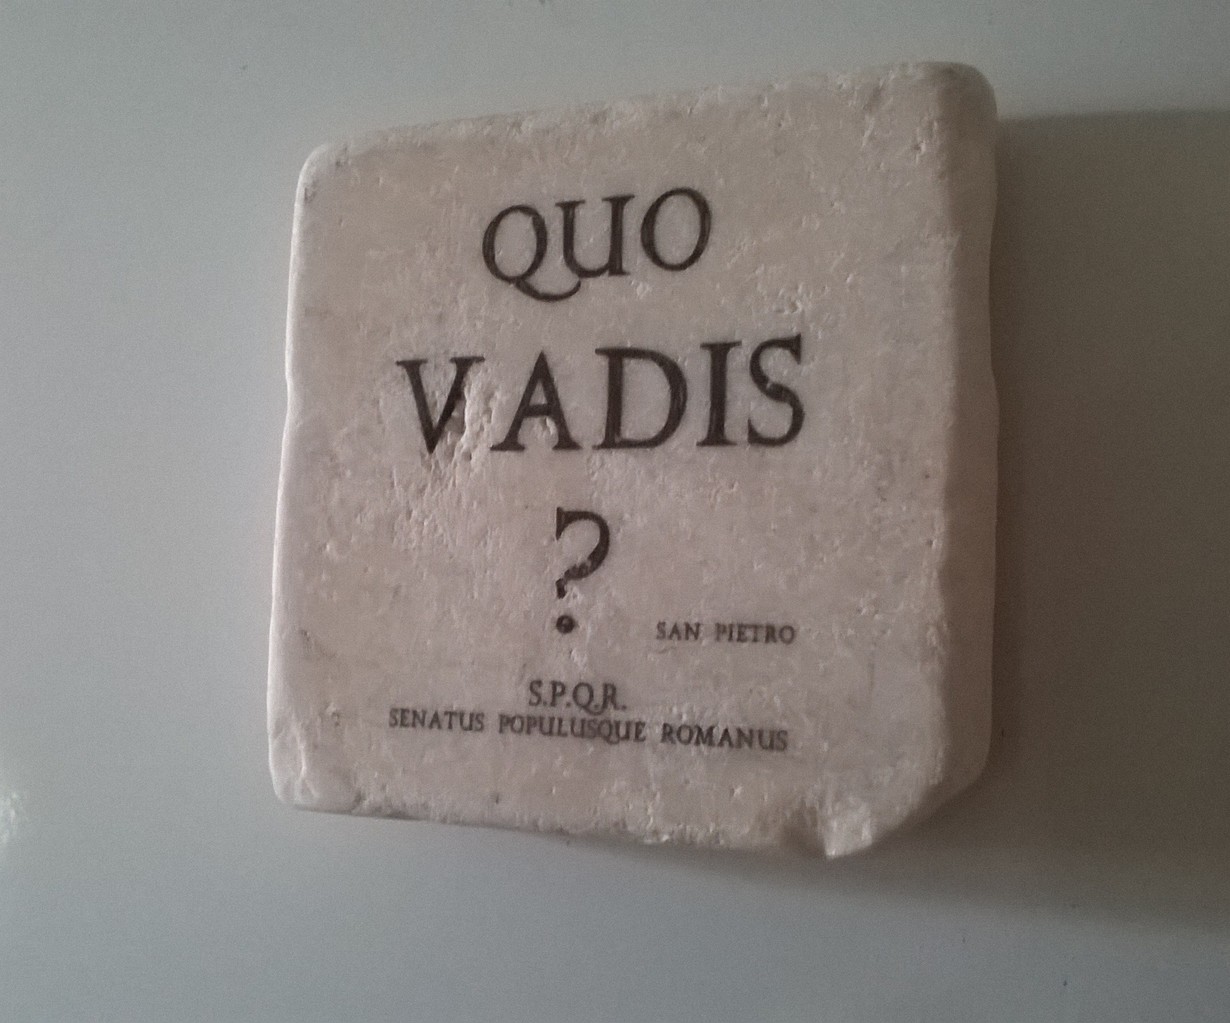 QUO
VADIS
?
SAN PIETRO
S.P.Q.R.
SENATUS POPULUSQUE ROMANUS